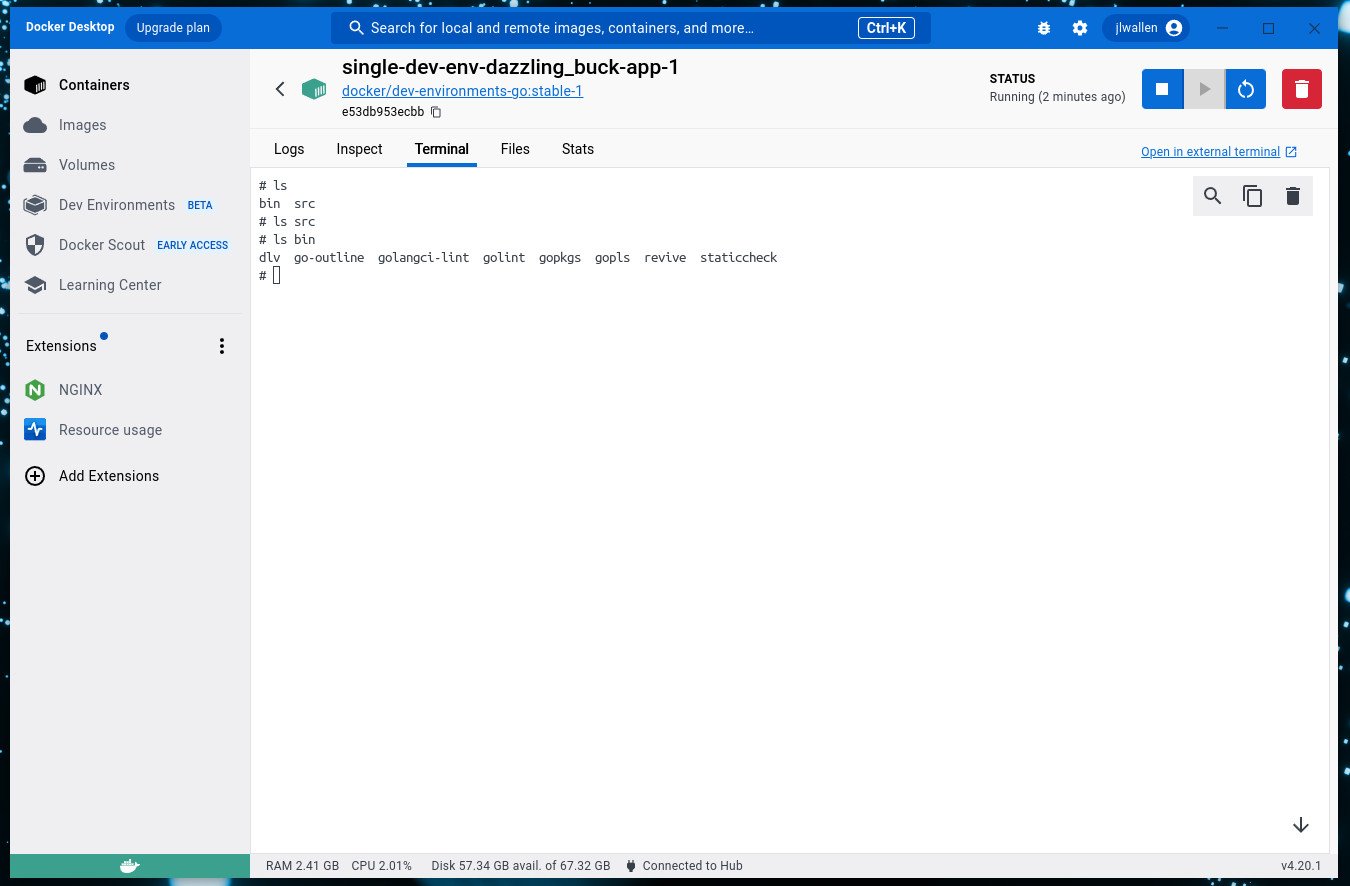 Docker Desktop Upgrade plan Search for local and remote images, containers, and more... Ctrl+K jlwallen
Containers
Images
Volumes
Dev Environments BETA
Docker Scout EARLY ACCESS
Learning Center
Extensions
NGINX
Resource usage
Add Extensions
single-dev-env-dazzling_buck-app-1
docker/dev-environments-go:stable-1
e53db953ecbb
STATUS
Running (2 minutes ago)
Logs Inspect Terminal Files Stats
Open in external terminal
# ls
bin  src
# ls src
# ls bin
dlv  go-outline  golangci-lint  golint  gopkgs  gopls  revive  staticcheck
#
RAM 2.41 GB CPU 2.01% Disk 57.34 GB avail. of 67.32 GB Connected to Hub v4.20.1